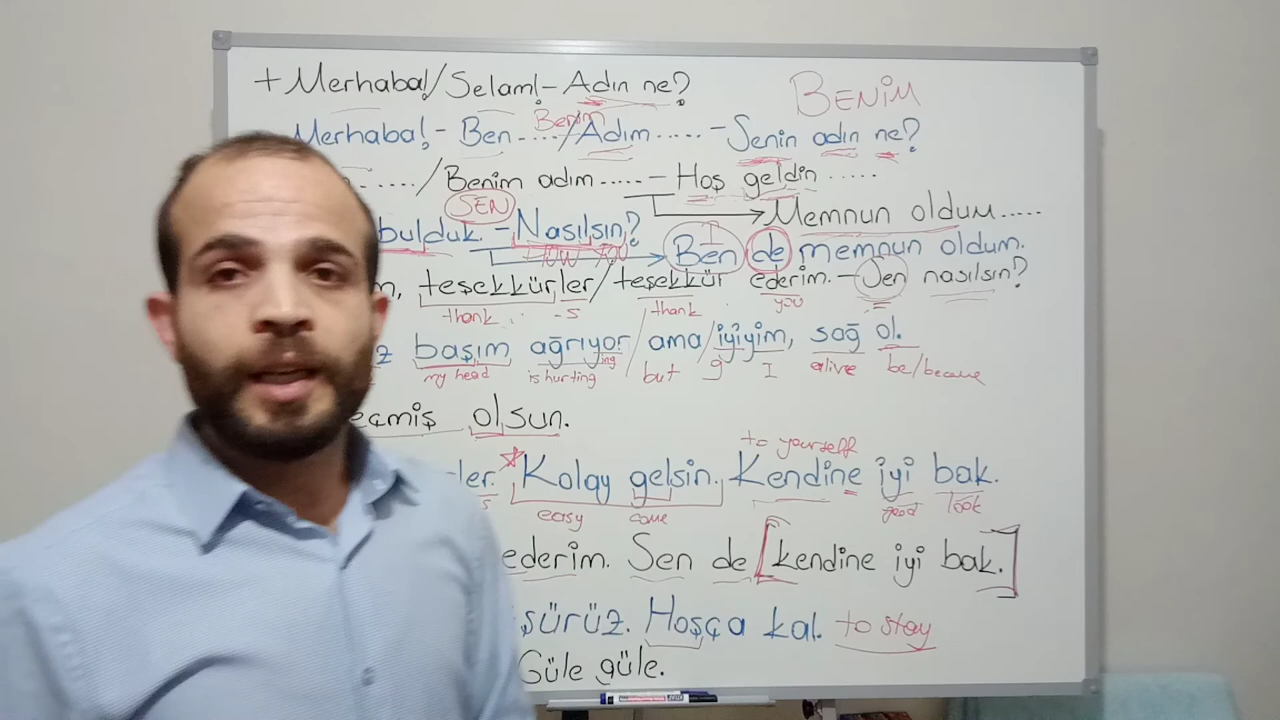 + Merhaba!/Selam! - Adın ne?
BENİM
Benim
Merhaba! - Ben ..../Adım ..... - Senin adın ne?
...../Benim adım ..... - Hoş geldin .....
SEN
Memnun oldum .....
bulduk. - Nasılsın?
I
Ben de memnun oldum.
HOW YOU
teşekkürler/teşekkür ederim. - Sen nasılsın?
thank -s thank you
başım ağrıyor/ama/iyiyim, sağ ol.
ing
my head is hurting but g I alive be/became
olsun.
to yourself
Kolay gelsin. Kendine iyi bak.
s easy come good look
ederim. Sen de [kendine iyi bak.]
Hoşça kal. to stay
Güle güle.